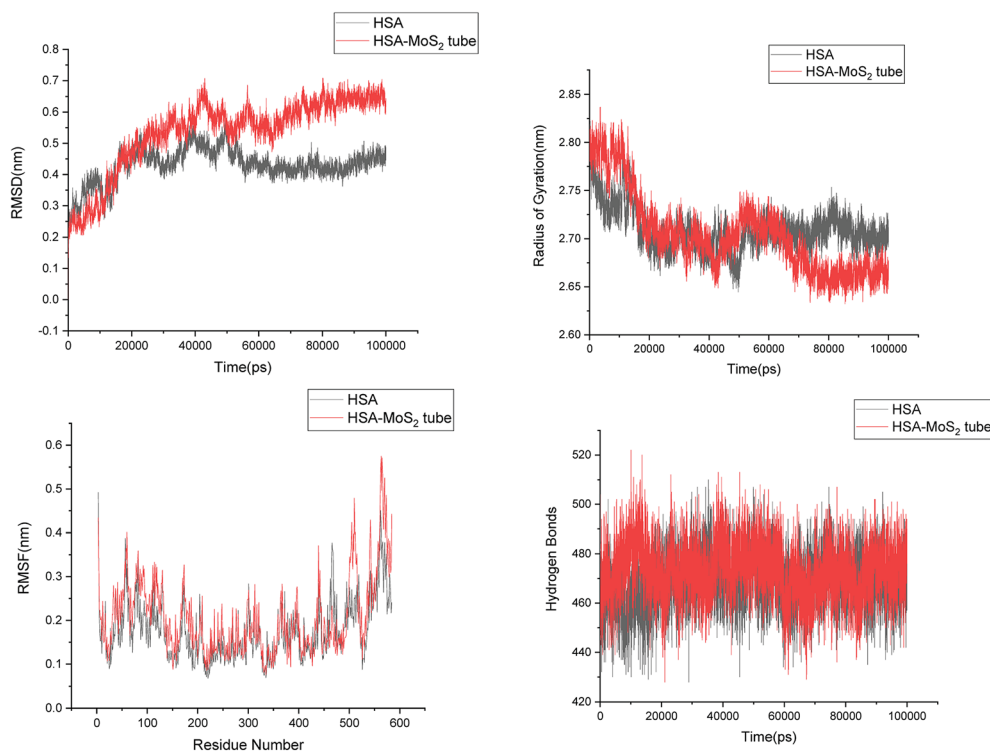 HSA
HSA-MoS₂ tube
0.8
0.7
0.6
0.5
0.4
0.3
0.2
0.1
0.0
-0.1
RMSD(nm)
0 20000 40000 60000 80000 100000
Time(ps)
HSA
HSA-MoS₂ tube
2.85
2.80
2.75
2.70
2.65
2.60
Radius of Gyration(nm)
0 20000 40000 60000 80000 100000
Time(ps)
HSA
HSA-MoS₂ tube
0.6
0.5
0.4
0.3
0.2
0.1
0.0
RMSF(nm)
0 100 200 300 400 500 600
Residue Number
HSA
HSA-MoS₂ tube
520
500
480
460
440
420
Hydrogen Bonds
0 20000 40000 60000 80000 100000
Time(ps)